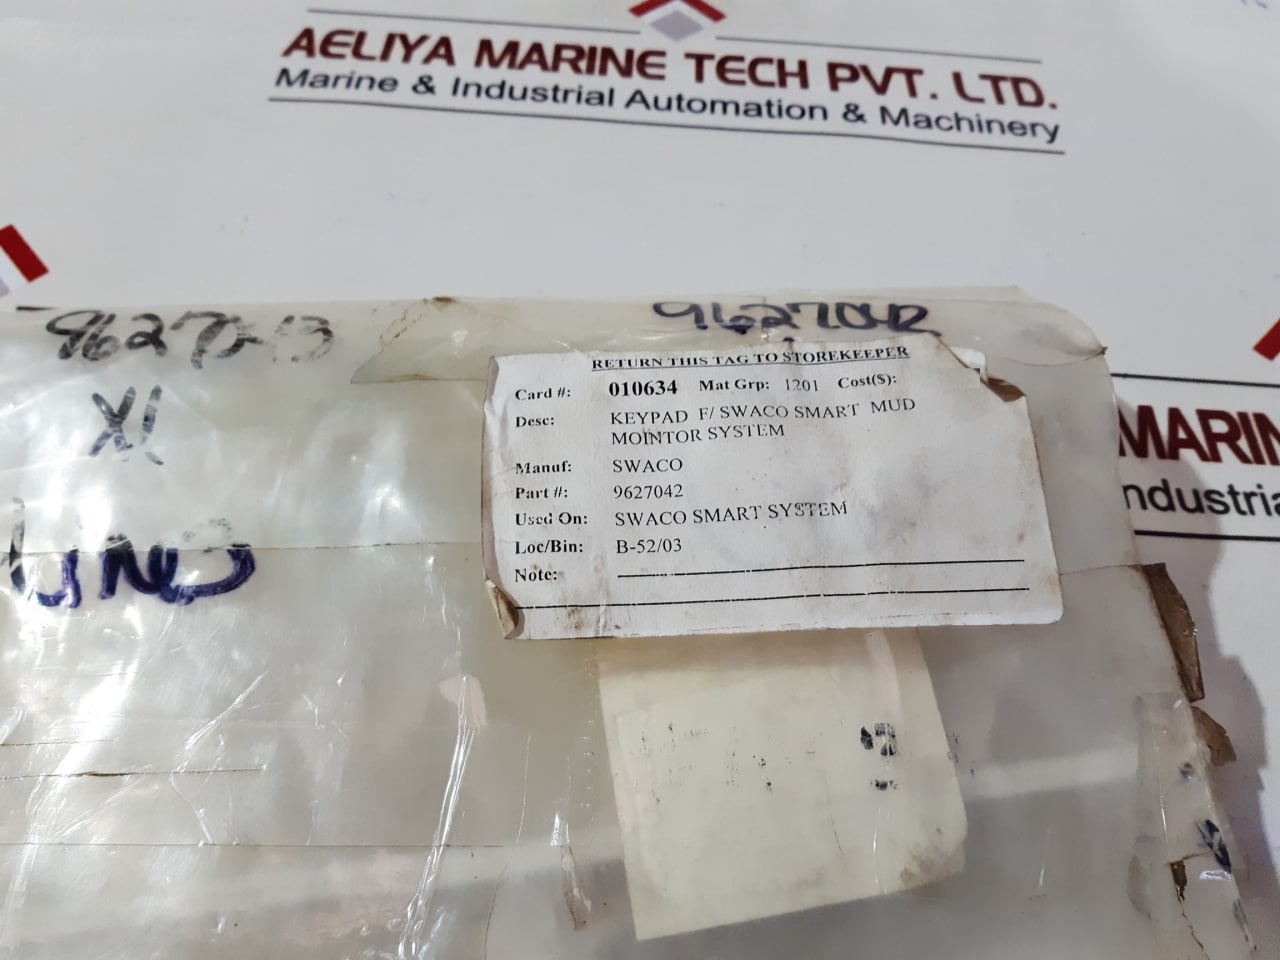 AELIYA MARINE TECH PVT. LTD.
Marine & Industrial Automation & Machinery
9627042
X1
RETURN THIS TAG TO STOREKEEPER
Card #: 010634 Mat Grp: 1201 Cost($):
Desc: KEYPAD F/ SWACO SMART MUD
MOINTOR SYSTEM
Manuf: SWACO
Part #: 9627042
Used On: SWACO SMART SYSTEM
Loc/Bin: B-52/03
Note:
MARIN
ndustria